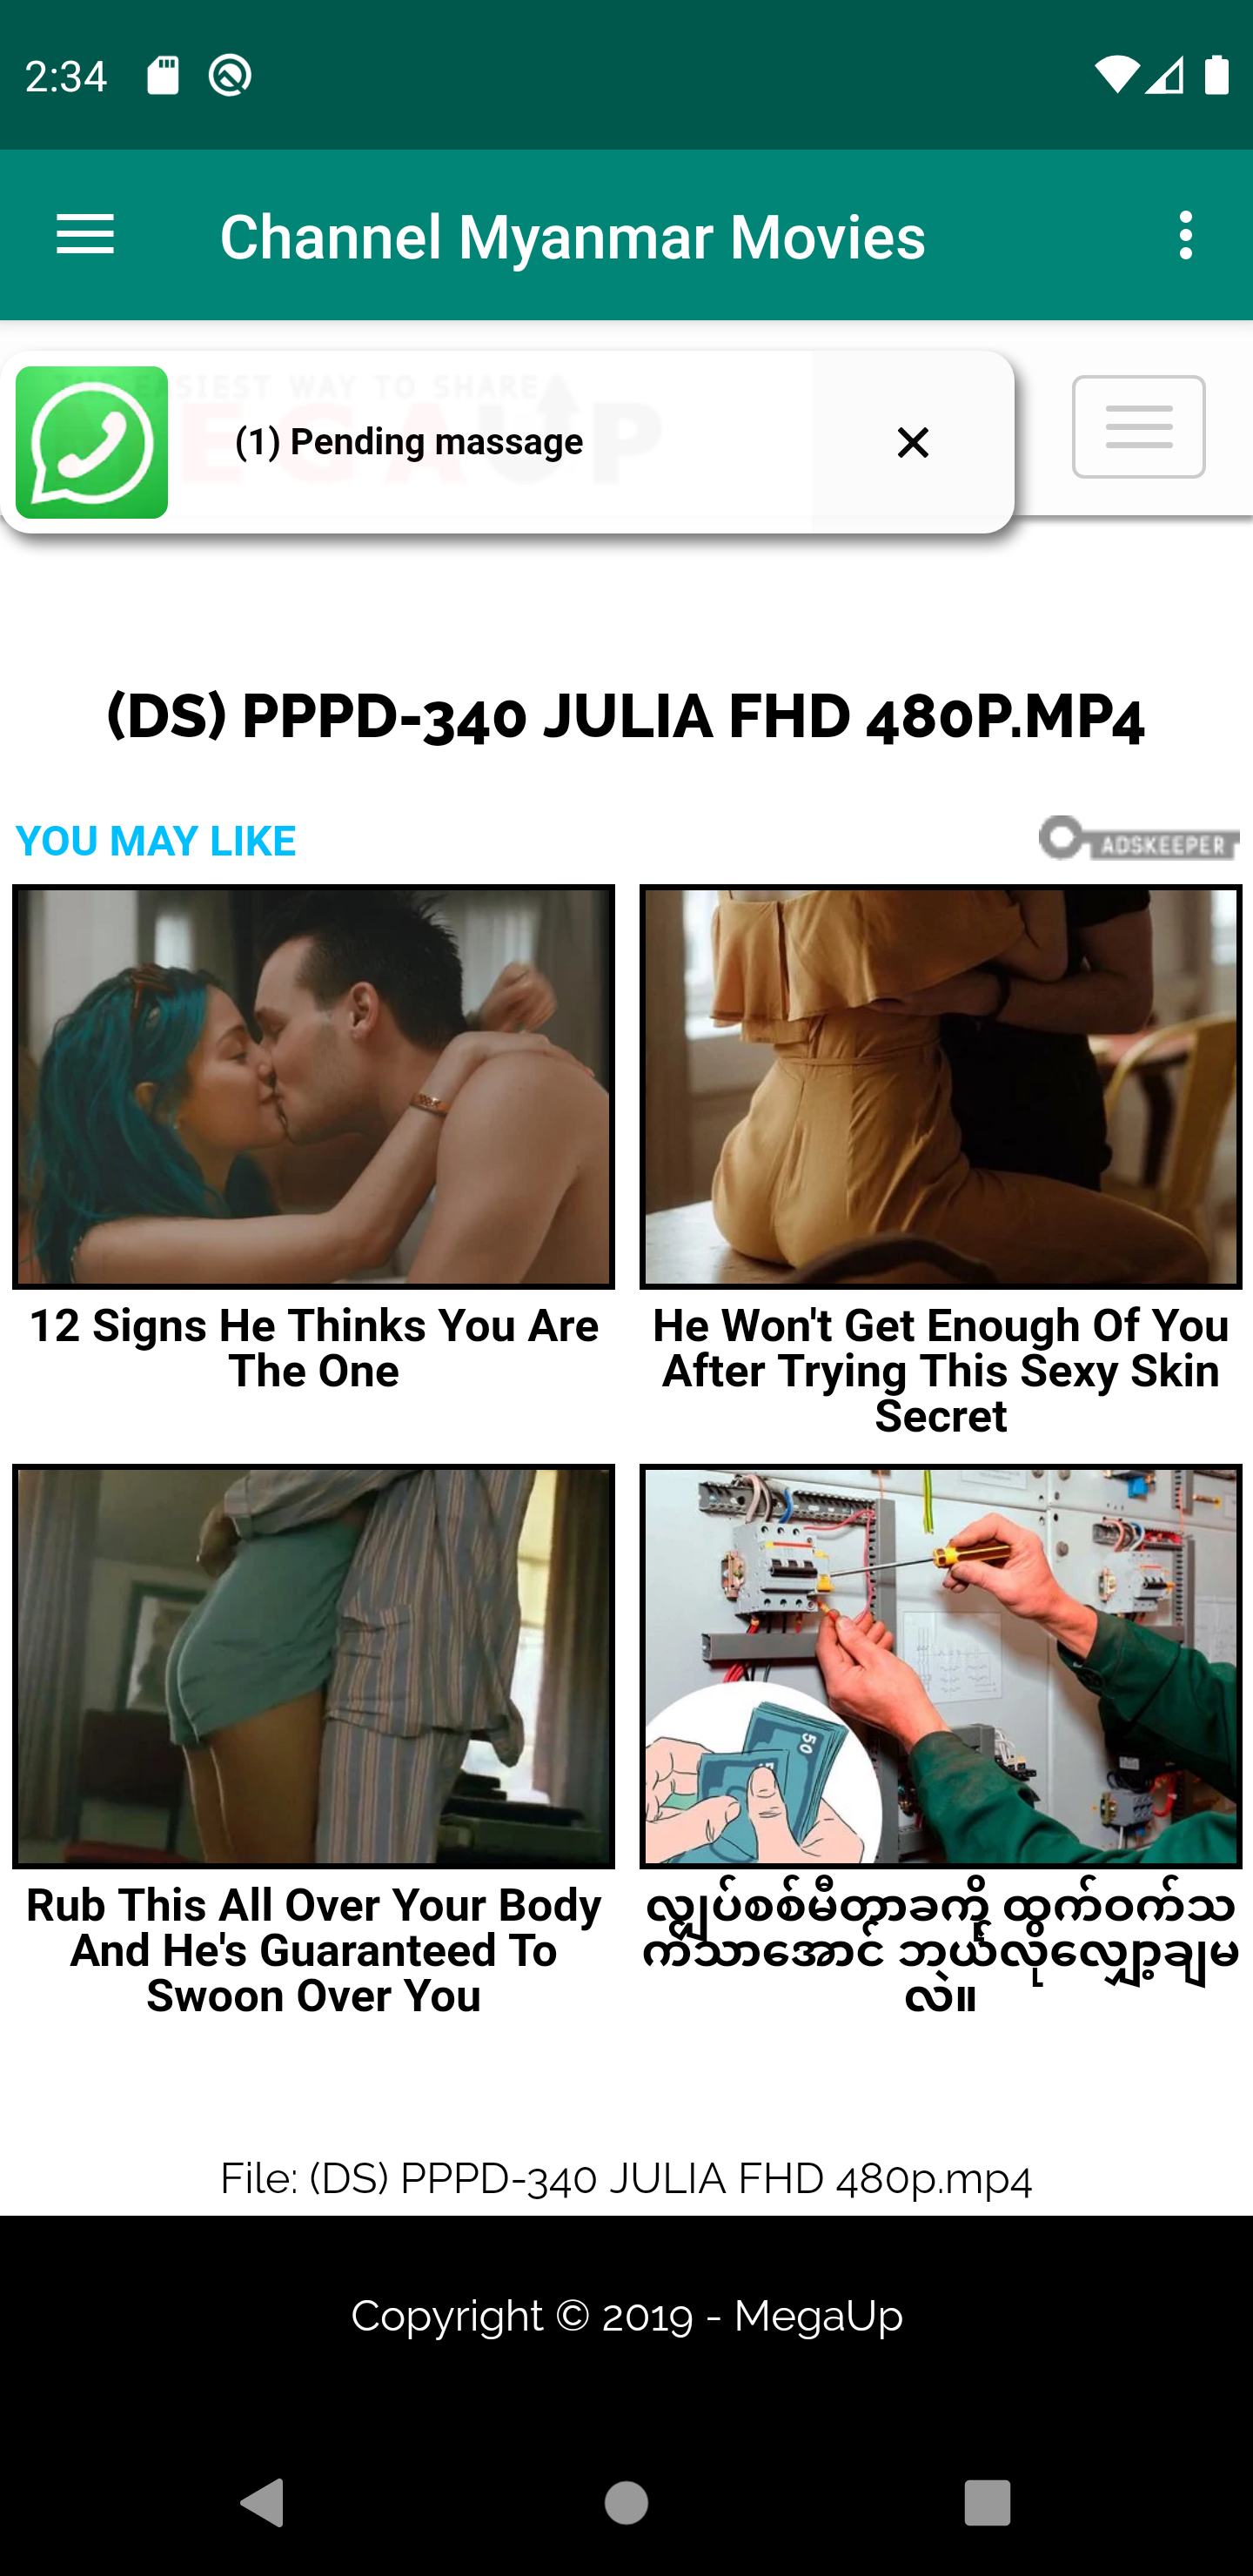 2:34
Channel Myanmar Movies
THE EASIEST WAY TO SHARE
MEGAUP
(1) Pending massage
(DS) PPPD-340 JULIA FHD 480P.MP4
YOU MAY LIKE
ADSKEEPER
12 Signs He Thinks You Are
The One
He Won't Get Enough Of You
After Trying This Sexy Skin
Secret
50
Rub This All Over Your Body
And He's Guaranteed To
Swoon Over You
လျှပ်စစ်မီတာခကို ထွက်ဝက်သ
က်သာအောင် ဘယ်လိုလျှော့ချမ
လဲ။
File: (DS) PPPD-340 JULIA FHD 480p.mp4
Copyright © 2019 - MegaUp